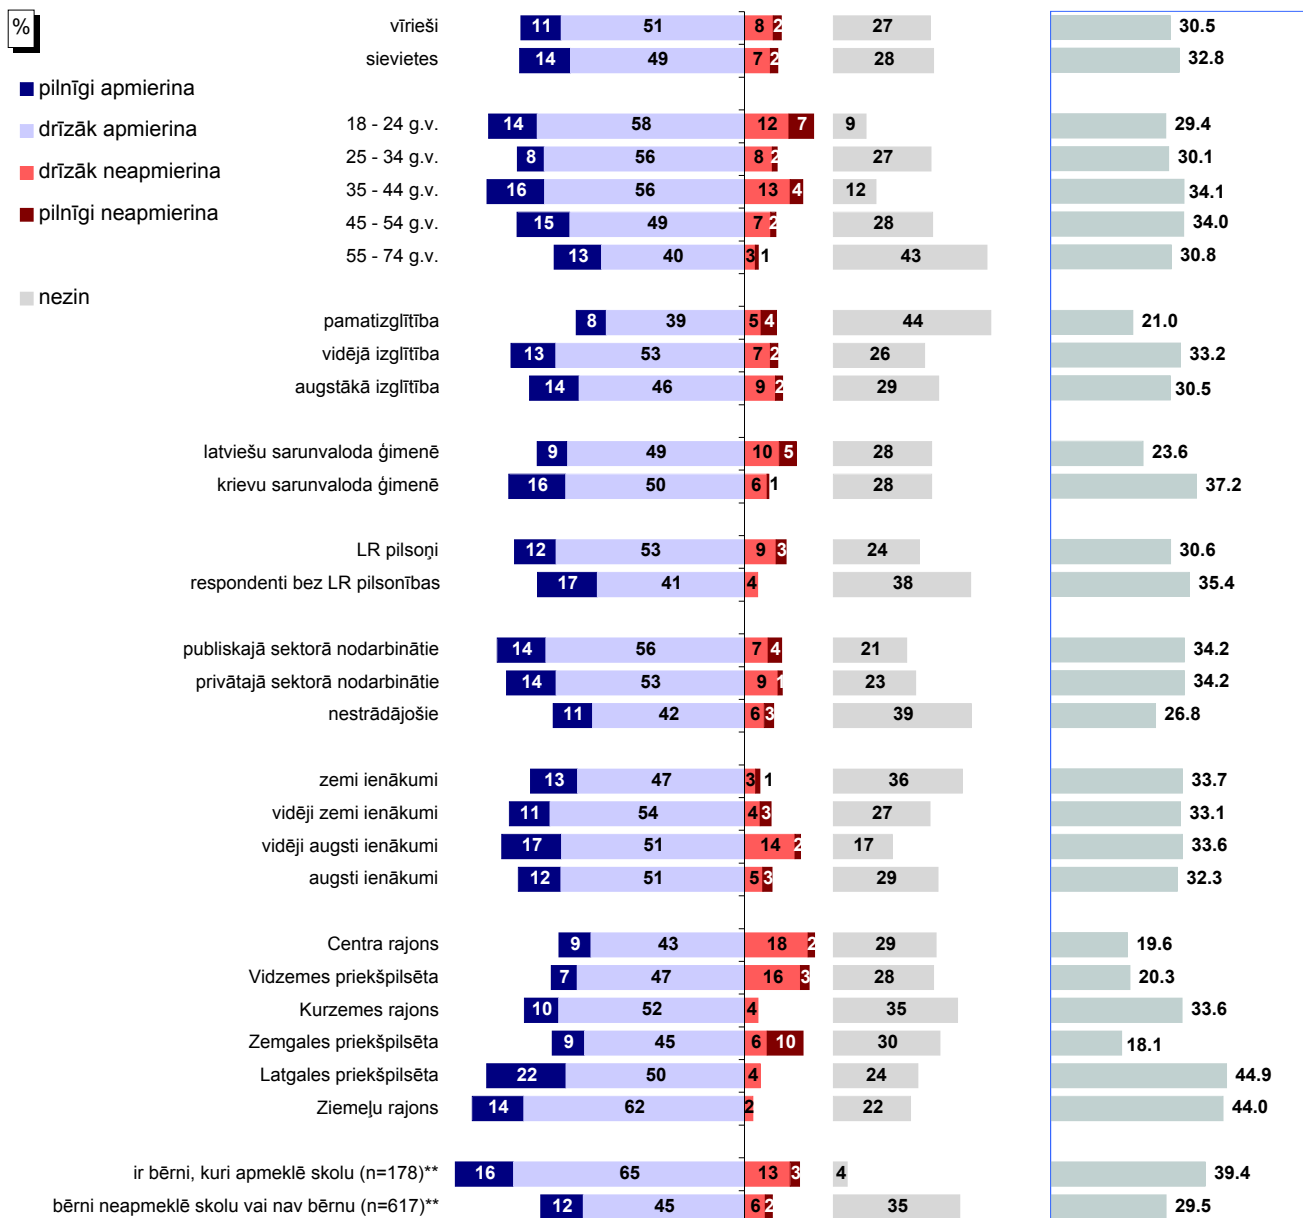 %
pilnīgi apmierina
drīzāk apmierina
drīzāk neapmierina
pilnīgi neapmierina
nezin
vīrieši 11 51 8 2 27 30.5
sievietes 14 49 7 2 28 32.8
18 - 24 g.v. 14 58 12 7 9 29.4
25 - 34 g.v. 8 56 8 2 27 30.1
35 - 44 g.v. 16 56 13 4 12 34.1
45 - 54 g.v. 15 49 7 2 28 34.0
55 - 74 g.v. 13 40 3 1 43 30.8
pamatizglītība 8 39 5 4 44 21.0
vidējā izglītība 13 53 7 2 26 33.2
augstākā izglītība 14 46 9 2 29 30.5
latviešu sarunvaloda ģimenē 9 49 10 5 28 23.6
krievu sarunvaloda ģimenē 16 50 6 1 28 37.2
LR pilsoņi 12 53 9 3 24 30.6
respondenti bez LR pilsonības 17 41 4 38 35.4
publiskajā sektorā nodarbinātie 14 56 7 4 21 34.2
privātajā sektorā nodarbinātie 14 53 9 1 23 34.2
nestrādājošie 11 42 6 3 39 26.8
zemi ienākumi 13 47 3 1 36 33.7
vidēji zemi ienākumi 11 54 4 3 27 33.1
vidēji augsti ienākumi 17 51 14 2 17 33.6
augsti ienākumi 12 51 5 3 29 32.3
Centra rajons 9 43 18 2 29 19.6
Vidzemes priekšpilsēta 7 47 16 3 28 20.3
Kurzemes rajons 10 52 4 35 33.6
Zemgales priekšpilsēta 9 45 6 10 30 18.1
Latgales priekšpilsēta 22 50 4 24 44.9
Ziemeļu rajons 14 62 2 22 44.0
ir bērni, kuri apmeklē skolu (n=178)** 16 65 13 3 4 39.4
bērni neapmeklē skolu vai nav bērnu (n=617)** 12 45 6 2 35 29.5